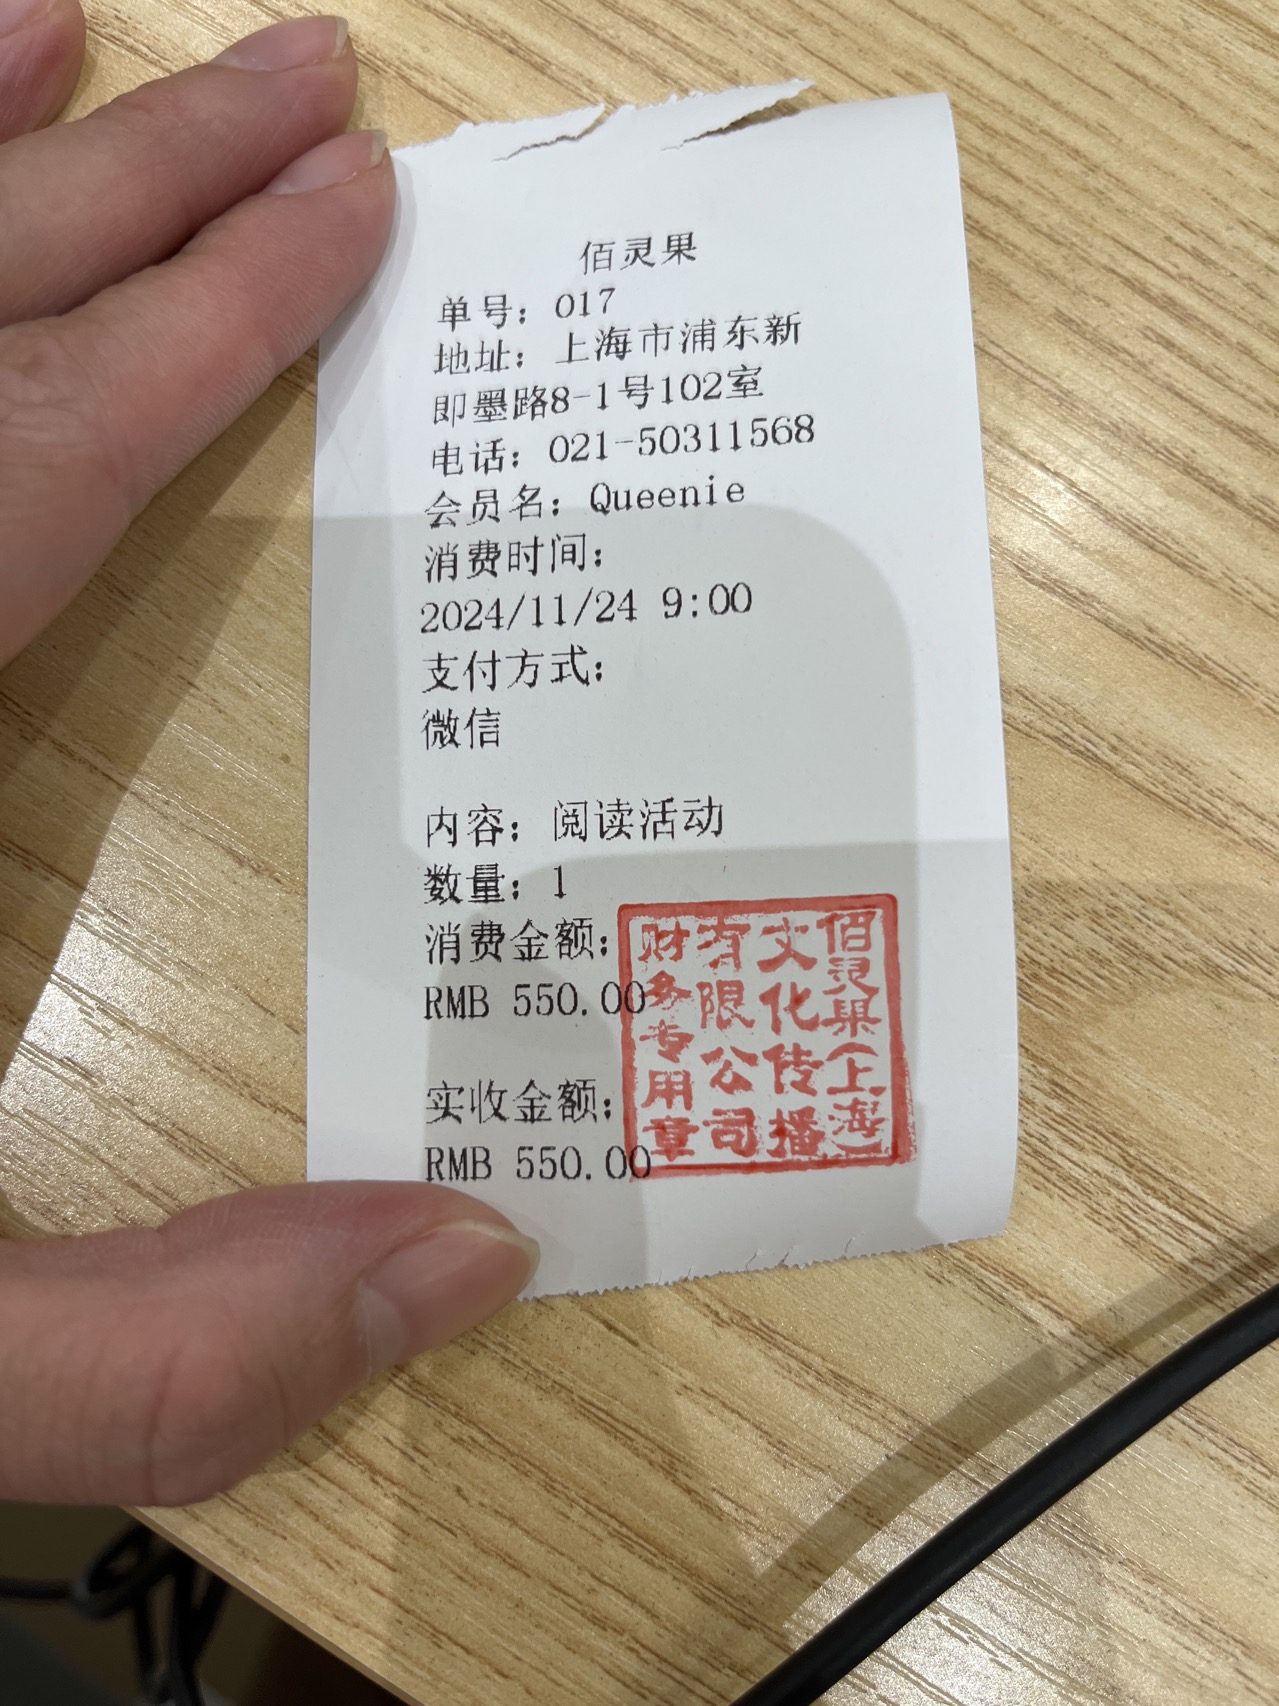 佰灵果
单号：017
地址：上海市浦东新
即墨路8-1号102室
电话：021-50311568
会员名：Queenie
消费时间：
2024/11/24 9:00
支付方式：
微信
内容：阅读活动
数量：1
消费金额：
RMB 550.00
实收金额：
RMB 550.00
佰灵果（上海）
文化传播
有限公司
财务专用章